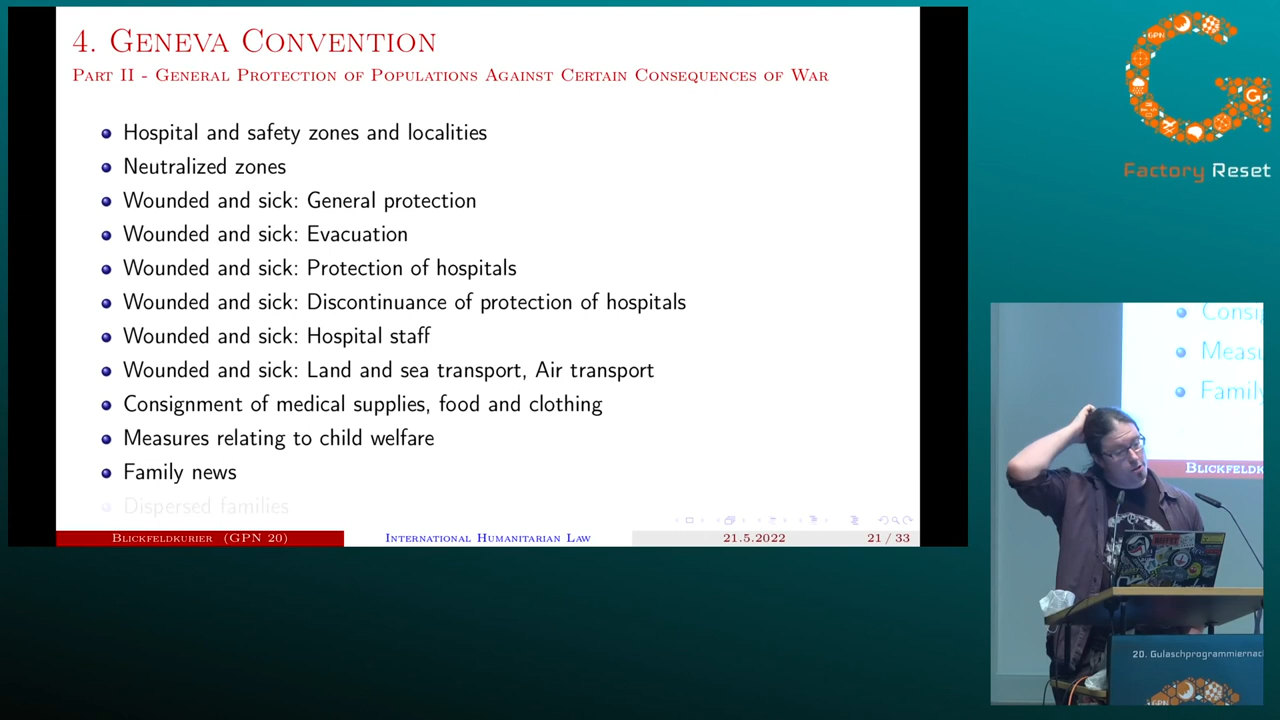 4. Geneva Convention
Part II - General Protection of Populations Against Certain Consequences of War
Hospital and safety zones and localities
Neutralized zones
Wounded and sick: General protection
Wounded and sick: Evacuation
Wounded and sick: Protection of hospitals
Wounded and sick: Discontinuance of protection of hospitals
Wounded and sick: Hospital staff
Wounded and sick: Land and sea transport, Air transport
Consignment of medical supplies, food and clothing
Measures relating to child welfare
Family news
Dispersed families
Blickfeldkurier (GPN 20)
International Humanitarian Law
21.5.2022
21 / 33
GPN
Factory Reset
Consi
Measu
Family
Blickfeldk
20. Gulaschprogrammiernac
GPN